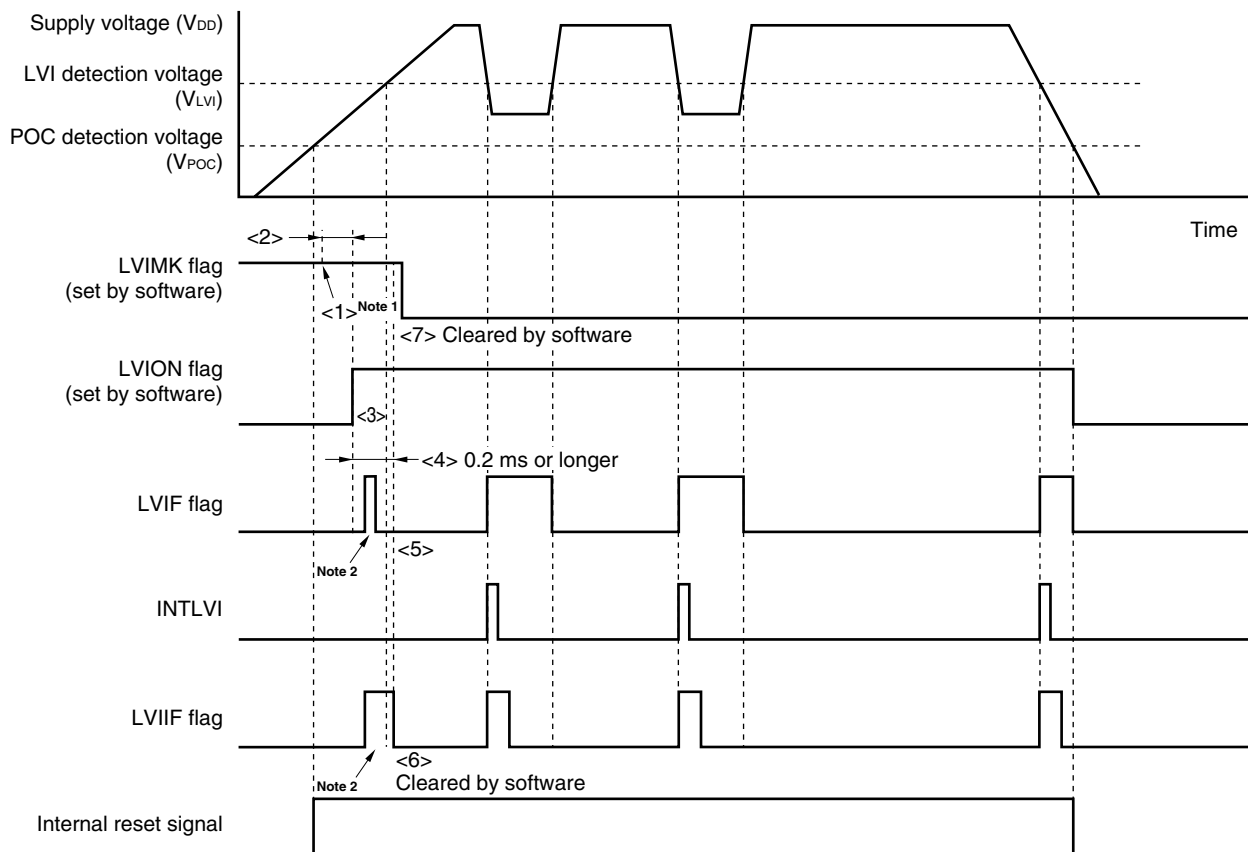 Supply voltage (VDD)
LVI detection voltage
(VLVI)
POC detection voltage
(VPOC)
Time
<2>
LVIMK flag
(set by software)
<1> Note 1
<7> Cleared by software
LVION flag
(set by software)
<3>
<4> 0.2 ms or longer
LVIF flag
Note 2
<5>
INTLVI
LVIIF flag
Note 2
<6>
Cleared by software
Internal reset signal